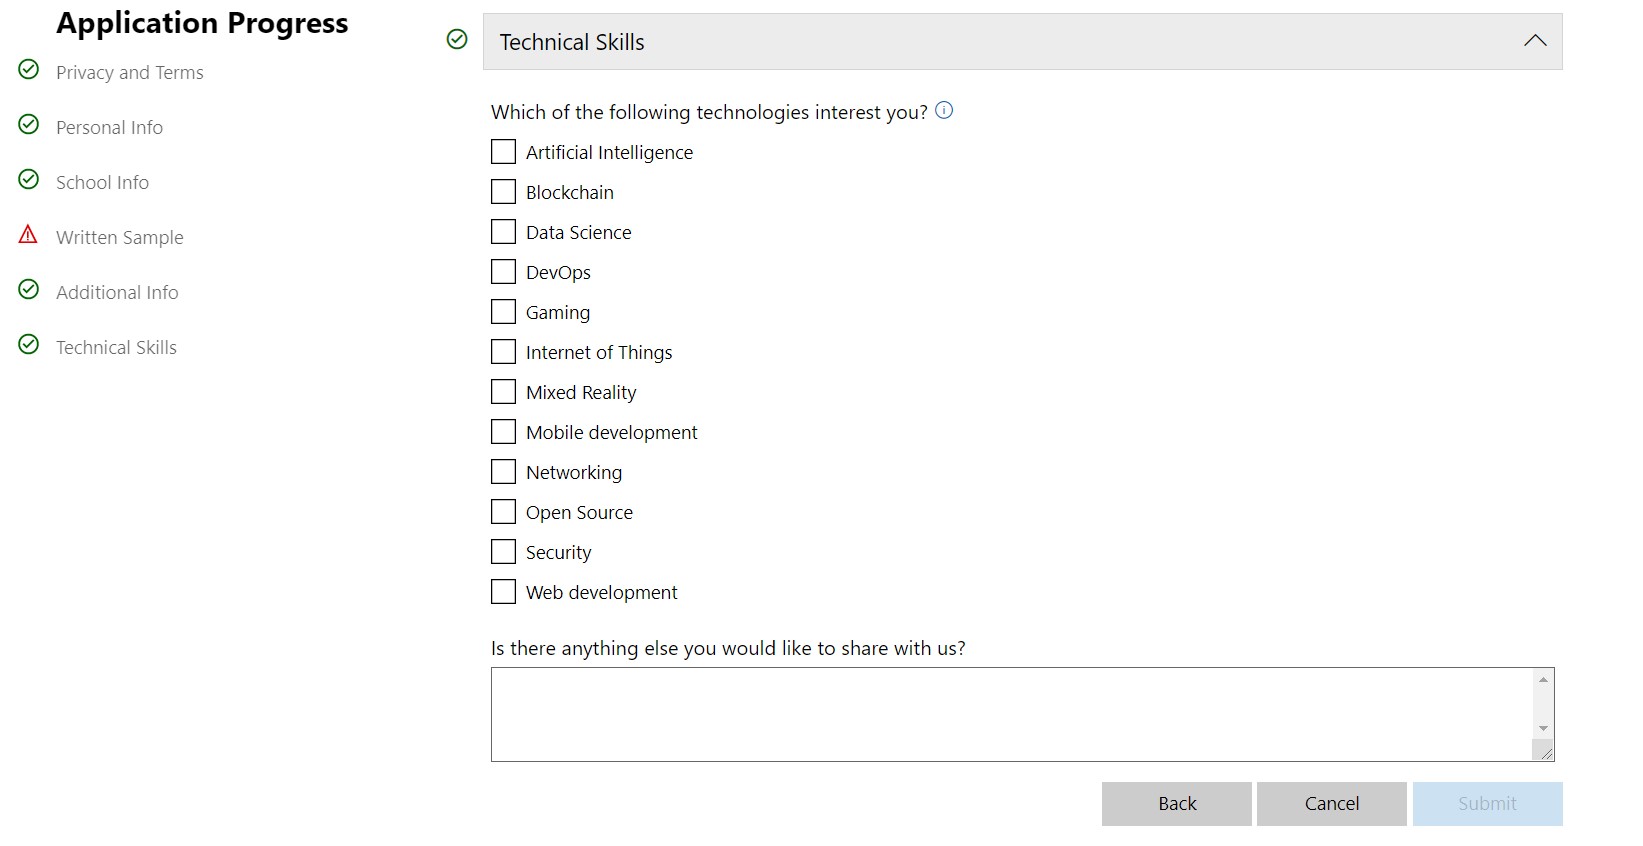 Application Progress
Privacy and Terms
Personal Info
School Info
Written Sample
Additional Info
Technical Skills
Technical Skills
Which of the following technologies interest you?
Artificial Intelligence
Blockchain
Data Science
DevOps
Gaming
Internet of Things
Mixed Reality
Mobile development
Networking
Open Source
Security
Web development
Is there anything else you would like to share with us?
Back
Cancel
Submit